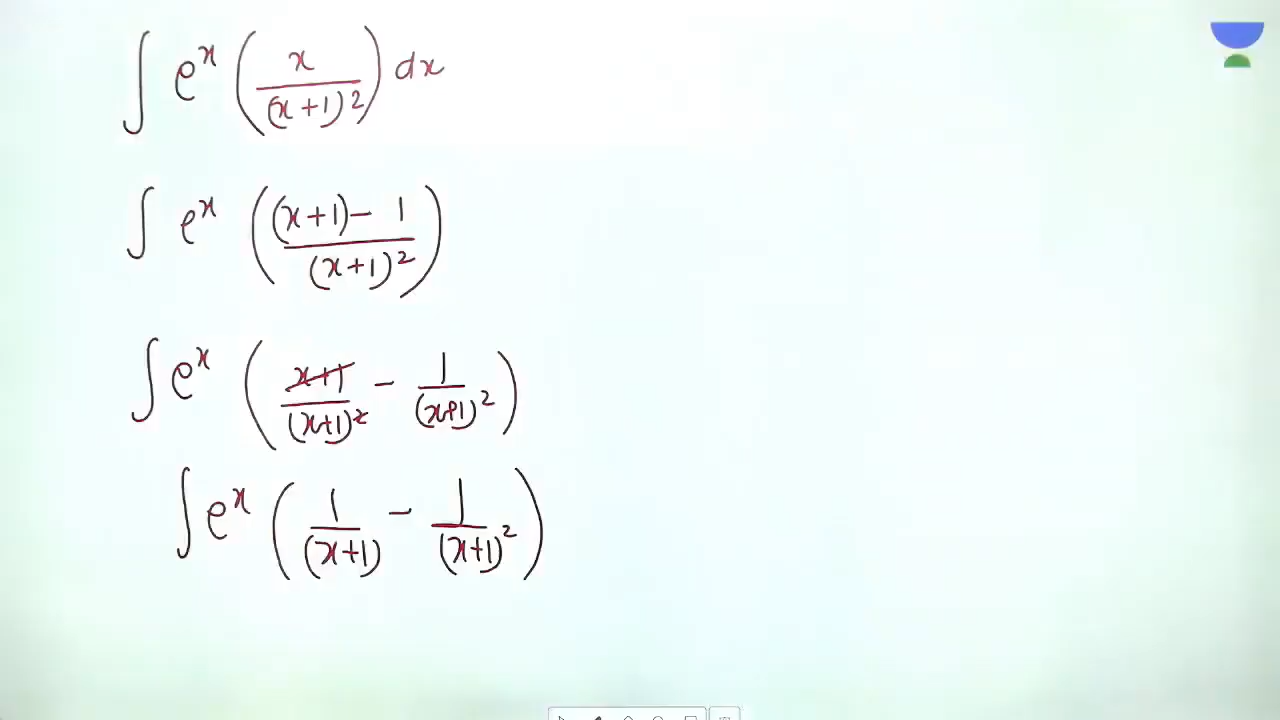 ∫ e^x (x/(x+1)^2) dx
∫ e^x (((x+1)- 1)/(x+1)^2)
∫ e^x ((x+1)/(x+1)^2 - 1/(x+1)^2)
∫ e^x (1/(x+1) - 1/(x+1)^2)